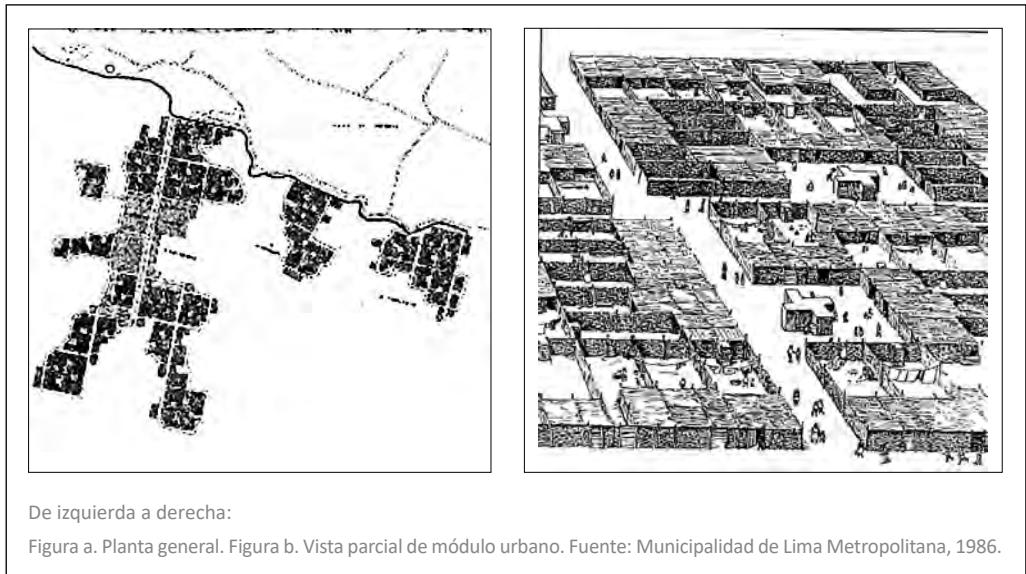 De izquierda a derecha:
Figura a. Planta general. Figura b. Vista parcial de módulo urbano. Fuente: Municipalidad de Lima Metropolitana, 1986.